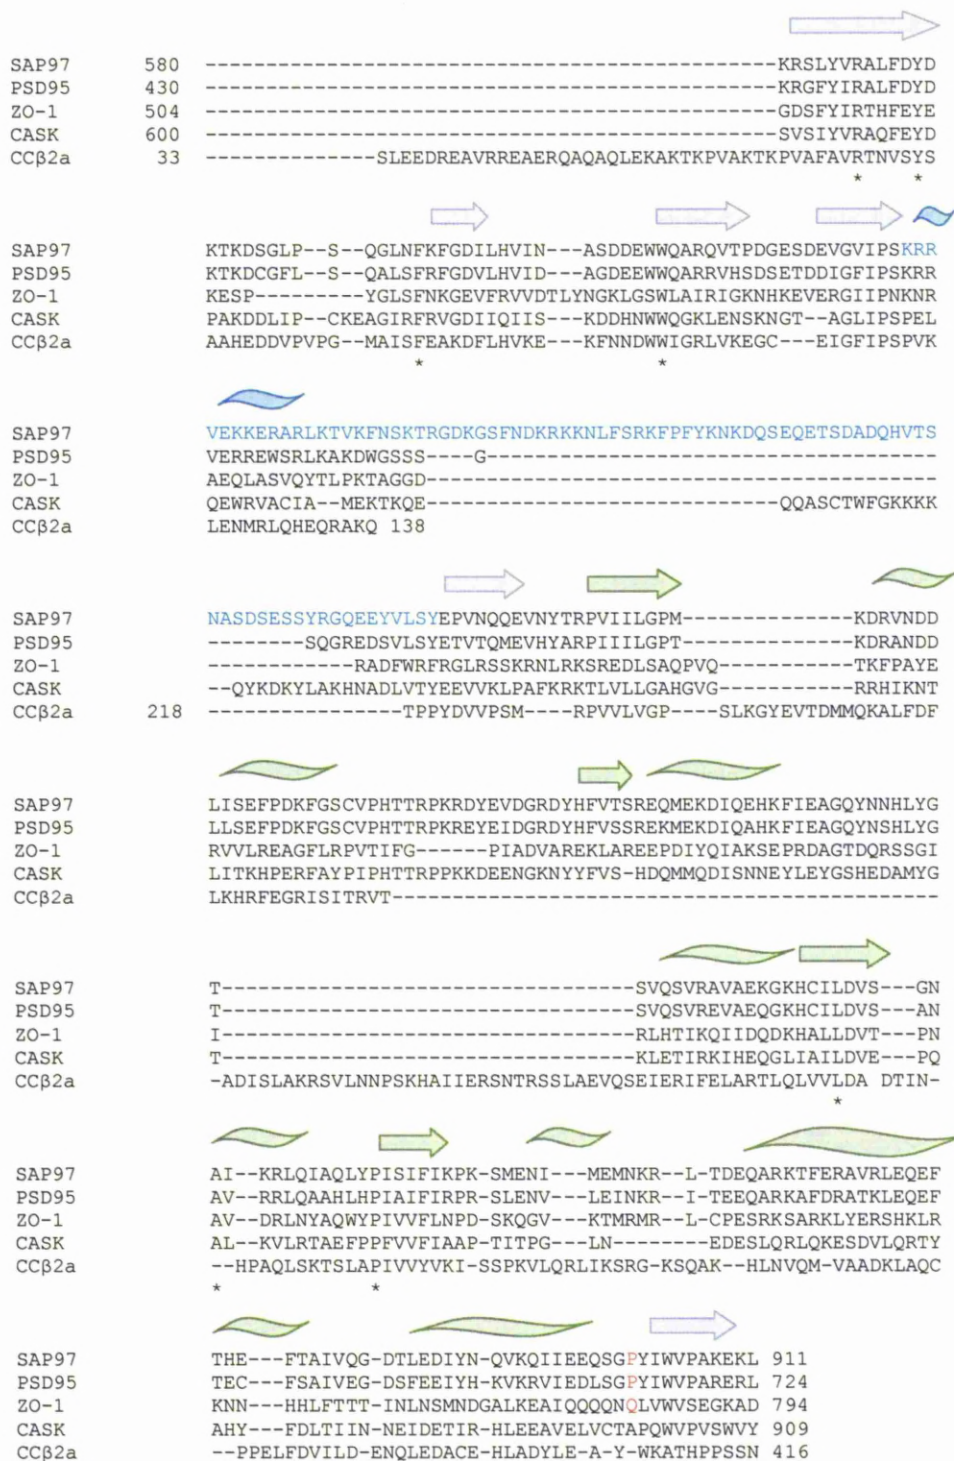 SAP97 580 ---------------------------------------------------------KRSLYVRALFDYD
PSD95 430 ---------------------------------------------------------KRGFYIRALFDYD
ZO-1 504 ---------------------------------------------------------GDSFYIRTHFEYE
CASK 600 ---------------------------------------------------------SVSIYVRAQFEYD
CCβ2a 33 -----------------SLEEDREAVRREAERQAQAQLEKAKTKPVAKTKPVAFAVRTNVSYS
* *
SAP97 KTKDSGLP--S--QGLNFKFGDILHVIN---ASDDEWWQARQVTPDGESDEVGVIPSKRR
PSD95 KTKDCGFL--S--QALSFRFGDVLHVID---AGDEEWWQARRVHSDSETDDIGFIPSKRR
ZO-1 KESP---------YGLSFNKGEVFRVVDTLYNGKLGSWLAIRIGKNHKEVERGIIPNKNR
CASK PAKDDLIP--CKEAGIRFRVGDIIQIIS---KDDHNWWQGKLENSKNGT--AGLIPSPEL
CCβ2a AAHEDDVPVPG--MAISFEAKDFLHVKE---KFNNDWWIGRLVKEGC---EIGFIPSPVK
* *
SAP97 VEKKERARLKTVKFNSKTRGDKGSFNDKRKKNLFSRKFPFYKNKDQSEQETSDADQHVTS
PSD95 VERREWSRLKAKDWGSSS----G-------------------------------------
ZO-1 AEQLASVQYTLPKTAGGD------------------------------------------
CASK QEWRVACIA--MEKTKQE------------------------------------QQASCTWFGKKKK
CCβ2a LENMRLQHEQRAKQ 138
SAP97 NASDSESSYRGQEEYVLSYEPVNQQEVNYTRPVIILGPM-----------------KDRVNDD
PSD95 --------SQGREDSVLSYETVTQMEVHYARPIIILGPT-----------------KDRANDD
ZO-1 ------------RADFWRFRGLRSSKRNLRKSREDLSAQPVQ--------------TKFPAYE
CASK --QYKDKYLAKHNADLVTYEEVVKLPAFKRKTLVLLGAHGVG-----------RRHIKNT
CCβ2a 218 ----------------TPPYDVVPSM----RPVVLVGP----SLKGYEVTDMMQKALFDF
SAP97 LISEFPDKFGSCVPHTTRPKRDYEVDGRDYHFVTSREQMEKDIQEHKFIEAGQYNNHLYG
PSD95 LLSEFPDKFGSCVPHTTRPKREYEIDGRDYHFVSSREKMEKDIQAHKFIEAGQYNSHLYG
ZO-1 RVVLREAGFLRPVTIFG------PIADVAREKLAREEPDIYQIAKSEPRDAGTDQRSSGI
CASK LITKHPERFAYPIPHTTRPPKKDEENGKNYYFVS-HDQMMQDISNNEYLEYGSHEDAMYG
CCβ2a LKHRFEGRISITRVT---------------------------------------------
SAP97 T-----------------------------------------SVQSVRAVAEKGKHCILDVS---GN
PSD95 T-----------------------------------------SVQSVREVAEQGKHCILDVS---AN
ZO-1 I-----------------------------------------RLHTIKQIIDQDKHALLDVT---PN
CASK T-----------------------------------------KLETIRKIHEQGLIAILDVE---PQ
CCβ2a -ADISLAKRSVLNNPSKHAIIERSNTRSSLAEVQSEIERIFELARTLQLVVLDA DTIN-
*
SAP97 AI--KRLQIAQLYPISIFIKPK-SMENI---MEMNKR--L-TDEQARKTFERAVRLEQEF
PSD95 AV--RRLQAAHLHPIAIFIRPR-SLENV---LEINKR--I-TEEQARKAFDRATKLEQEF
ZO-1 AV--DRLNYAQWYPIVVFLNPD-SKQGV---KTMRMR--L-CPESRKSARKLYERSHKLR
CASK AL--KVLRTAEFPPFVVFIAAP-TITPG---LN--------EDESLQRLQKESDVLQRTY
CCβ2a --HPAQLSKTSLAPIVVYVKI-SSPKVLQRLIKSRG-KSQAK--HLNVQM-VAADKLAQC
* *
SAP97 THE---FTAIVQG-DTLEDIYN-QVKQIIEEQSGPYIWVPAKEKL 911
PSD95 TEC---FSAIVEG-DSFEEIYH-KVKRVIEDLSGPYIWVPARERL 724
ZO-1 KNN---HHLFTTT-INLNSMNDGALKEAIQQQQNQLVWVSEGKAD 794
CASK AHY---FDLTIIN-NEIDETIR-HLEEAVELVCTAPQWVPVSWVY 909
CCβ2a --PPELFDVILD-ENQLEDACE-HLADYLE-A-Y-WKATHPPSSN 416